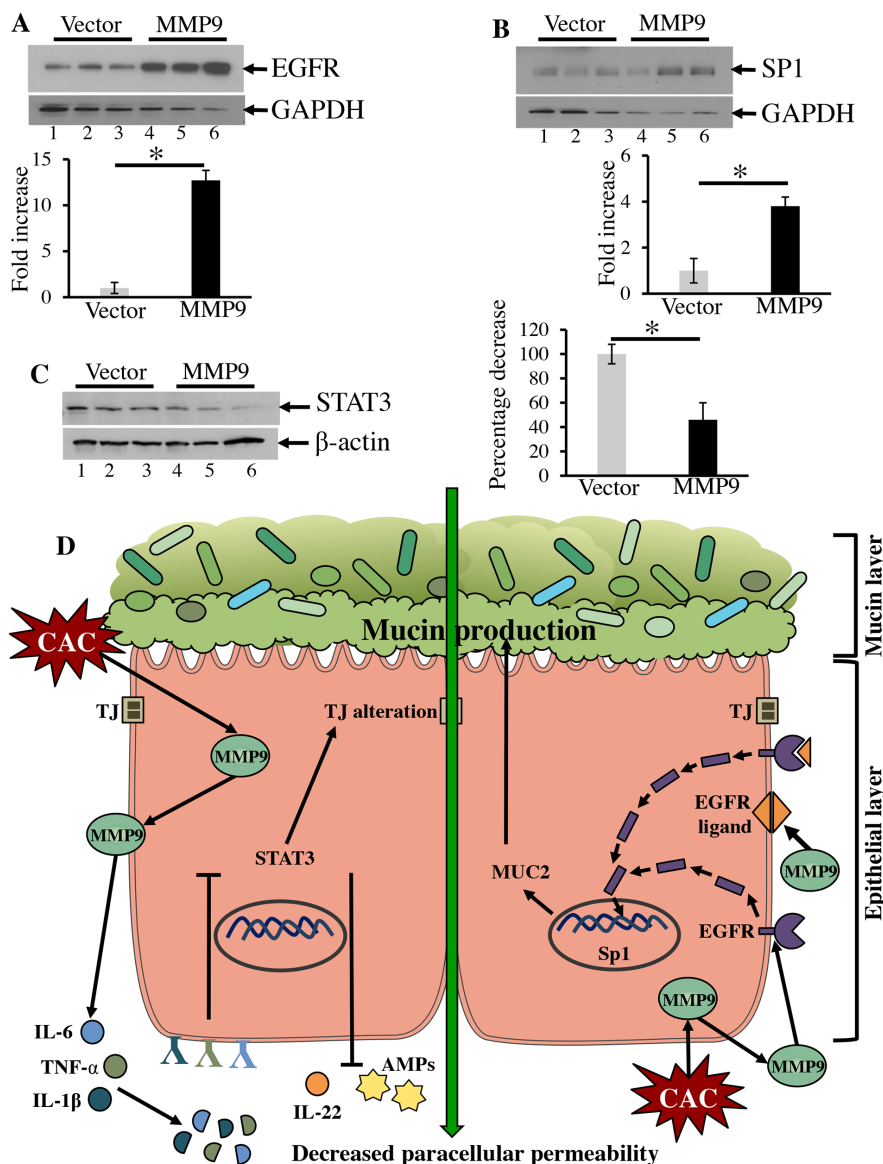 A
Vector MMP9
EGFR
GAPDH
1 2 3 4 5 6
Fold increase
15
10
5
0
*
Vector MMP9
B
Vector MMP9
SP1
GAPDH
1 2 3 4 5 6
Fold increase
6
4
2
0
*
Vector MMP9
C
Vector MMP9
STAT3
β-actin
1 2 3 4 5 6
Percentage decrease
120
100
80
60
40
20
0
*
Vector MMP9
D
Mucin layer
CAC
Mucin production
TJ
TJ alteration
TJ
MMP9
EGFR
ligand
MMP9
STAT3
MUC2
MMP9
Epithelial layer
EGFR
Sp1
MMP9
IL-6
TNF-α
IL-1β
AMPs
IL-22
MMP9
CAC
Decreased paracellular permeability